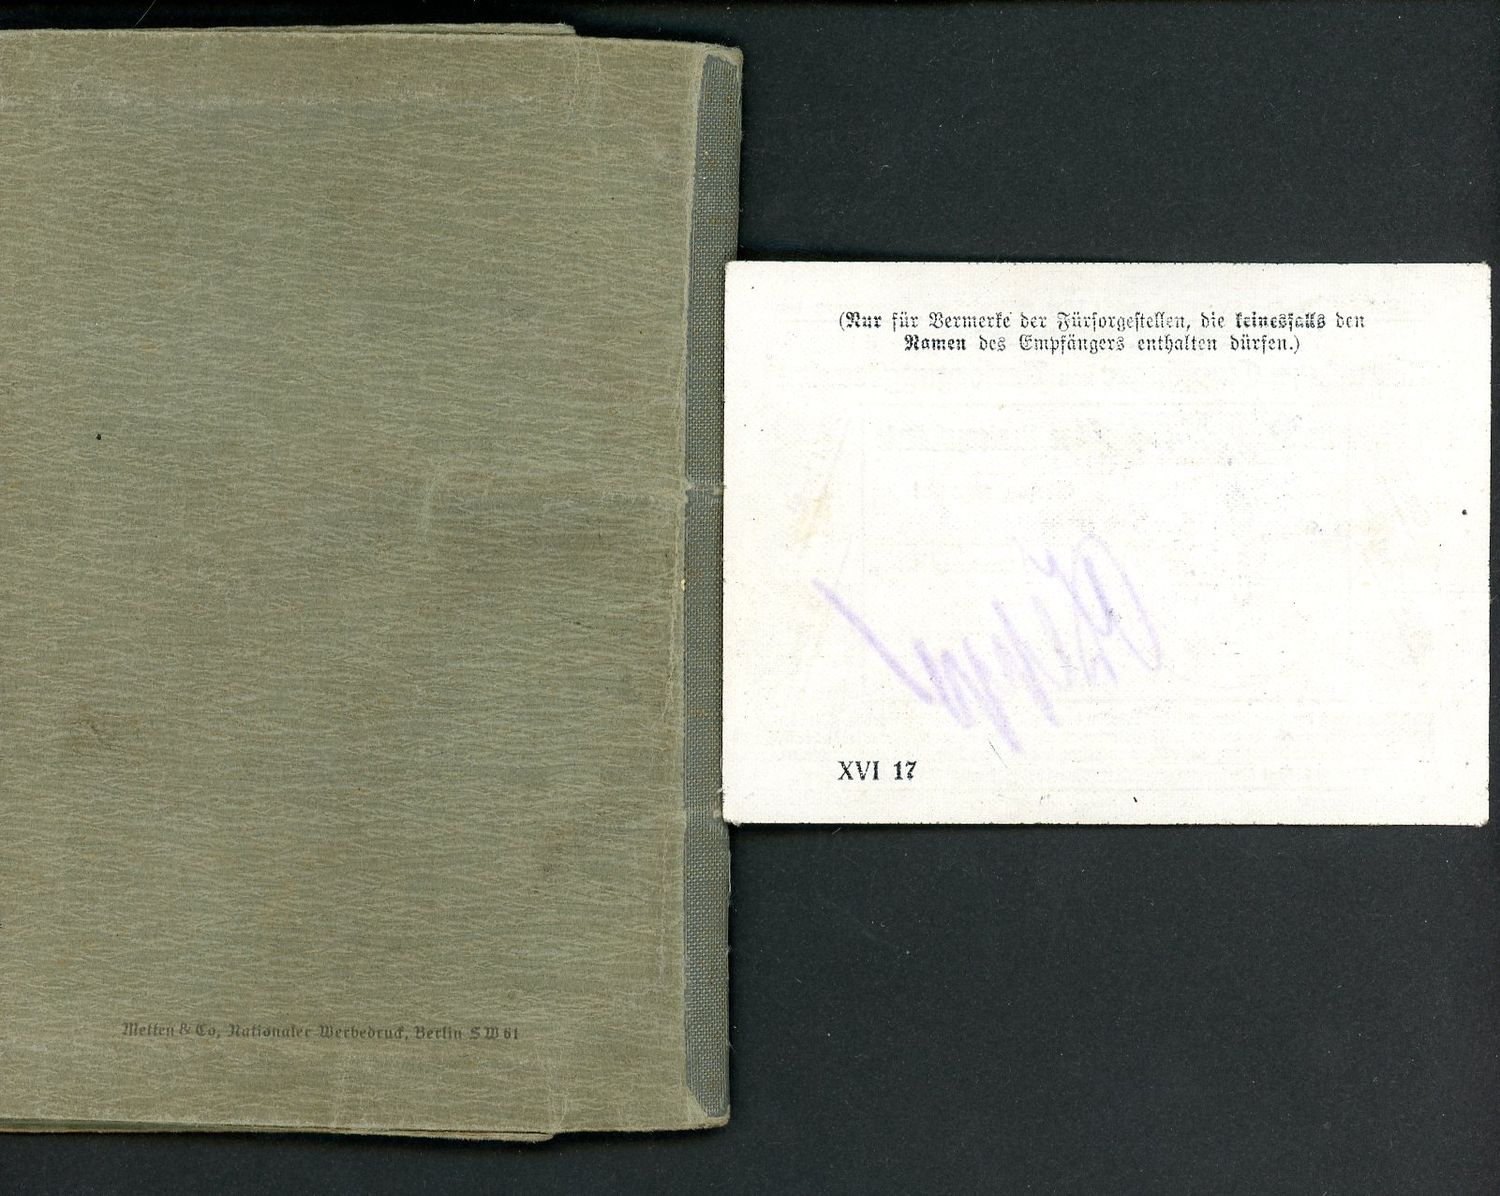 (Nur für Vermerke der Fürsorgestellen, die keinesfalls den
Namen des Empfängers enthalten dürfen.)
XVI 17
Metten & Co, Nationaler Werbedruck, Berlin SW 61